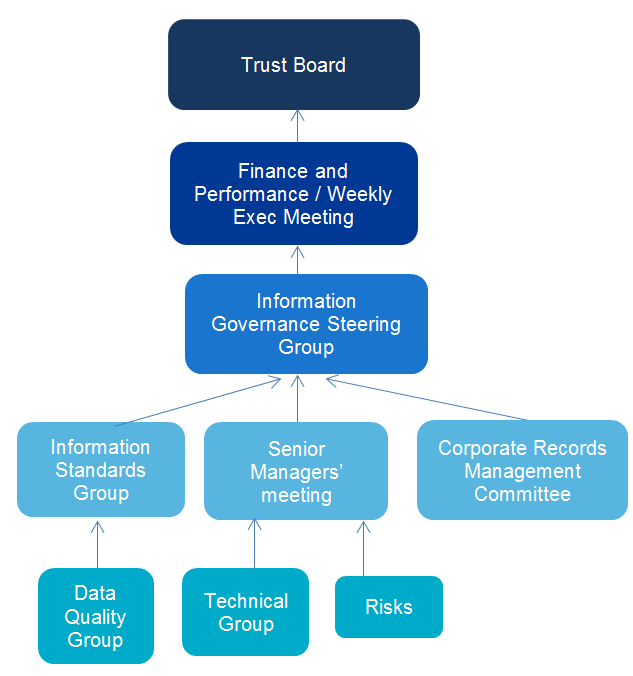 Trust Board
Finance and
Performance / Weekly
Exec Meeting
Information
Governance Steering
Group
Information
Standards
Group
Senior
Managers’
meeting
Corporate Records
Management
Committee
Data
Quality
Group
Technical
Group
Risks